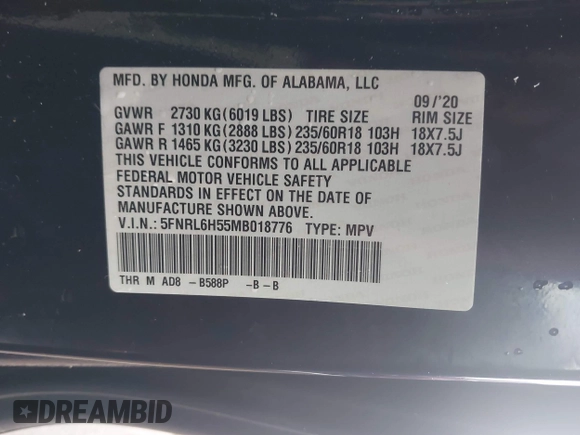 MFD. BY HONDA MFG. OF ALABAMA, LLC
09/'20
GVWR 2730 KG(6019 LBS) TIRE SIZE RIM SIZE
GAWR F 1310 KG(2888 LBS)235/60R18 103H 18X7.5J
GAWR R 1465 KG(3230 LBS)235/60R18 103H 18X7.5J
THIS VEHICLE CONFORMS TO ALL APPLICABLE
FEDERAL MOTOR VEHICLE SAFETY
STANDARDS IN EFFECT ON THE DATE OF
MANUFACTURE SHOWN ABOVE.
V.I.N.: 5FNRL6H55MB018776 TYPE: MPV
THR M AD8 -B588P -B-B
DREAMBID